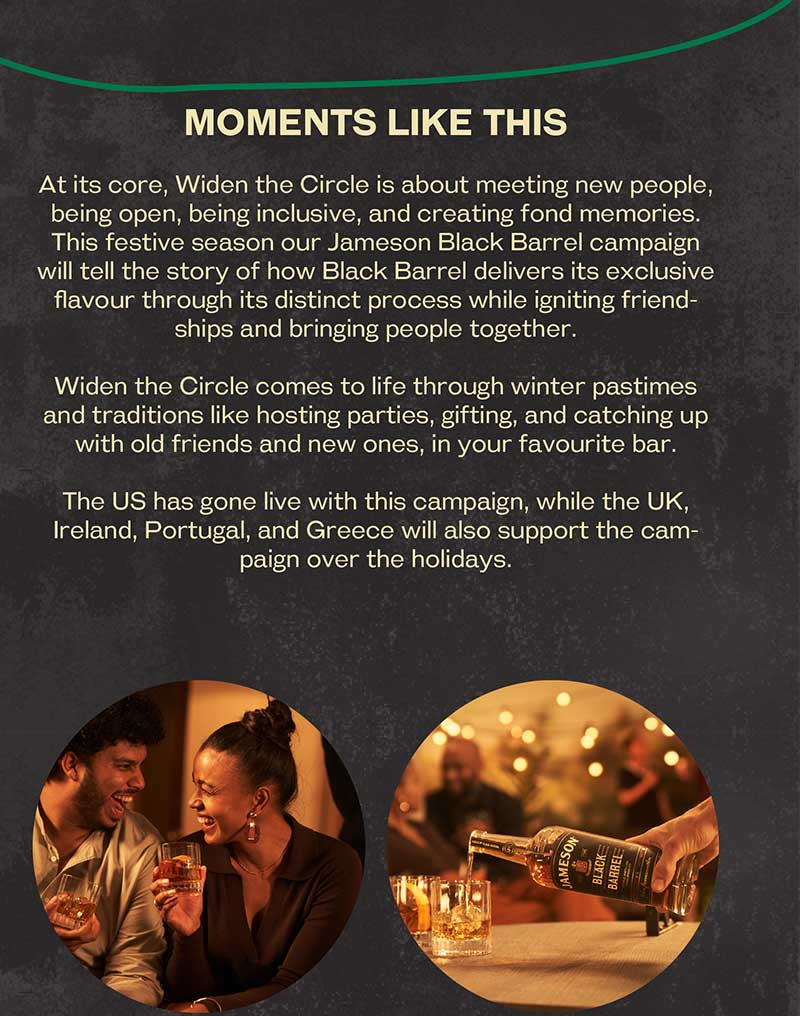 MOMENTS LIKE THIS
At its core, Widen the Circle is about meeting new people,
being open, being inclusive, and creating fond memories.
This festive season our Jameson Black Barrel campaign
will tell the story of how Black Barrel delivers its exclusive
flavour through its distinct process while igniting friend-
ships and bringing people together.
Widen the Circle comes to life through winter pastimes
and traditions like hosting parties, gifting, and catching up
with old friends and new ones, in your favourite bar.
The US has gone live with this campaign, while the UK,
Ireland, Portugal, and Greece will also support the cam-
paign over the holidays.
JAMESON
BLACK
BARREL